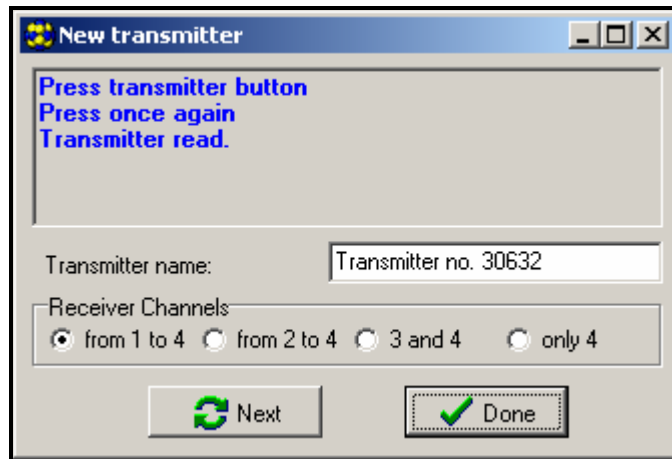 New transmitter
Press transmitter button
Press once again
Transmitter read.
Transmitter name: Transmitter no. 30632
Receiver Channels
from 1 to 4 from 2 to 4 3 and 4 only 4
Next Done